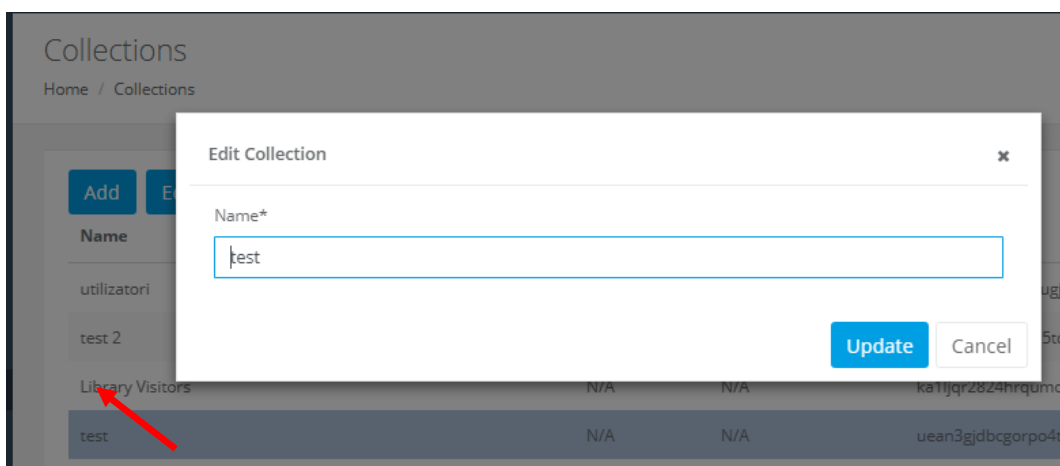 Collections
Home / Collections
Edit Collection
Name*
test
Update Cancel
Add
Name
utilizatori
test 2
Library Visitors N/A N/A
test N/A N/A